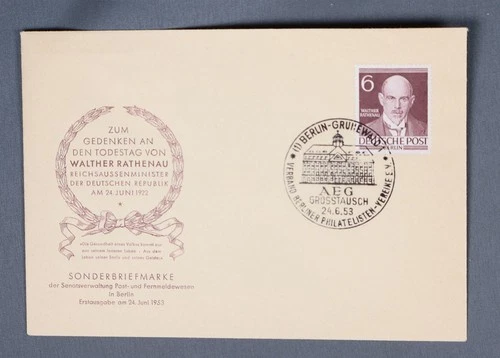 ZUM
GEDENKEN AN
DEN TODESTAG VON
WALTHER RATHENAU
REICHSAUSSENMINISTER
DER DEUTSCHEN REPUBLIK
AM 24. JUNI 1922
SONDERBRIEFMARKE
der Senatsverwaltung Post- und Fernmeldewesen
in Berlin
Erstausgabe am 24. Juni 1953
6
WALTHER
RATHENAU
DEUTSCHE POST
BERLIN
(1) BERLIN-GRUNEWALD
AEG
GROSSTAUSCH
24.6.53
VERBAND BERLINER PHILATELISTEN-VEREINE E.V.